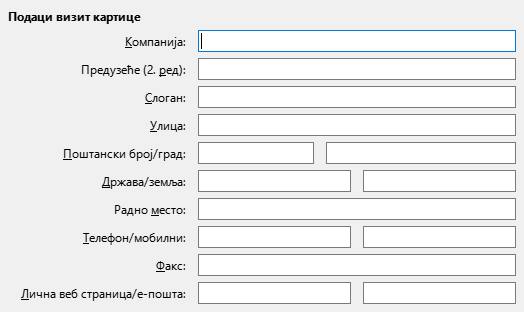 Подаци визит картице
Компанија:
Предузеће (2. ред):
Слоган:
Улица:
Поштански број/град:
Држава/земља:
Радно место:
Телефон/мобилни:
Факс:
Лична веб страница/е-пошта: